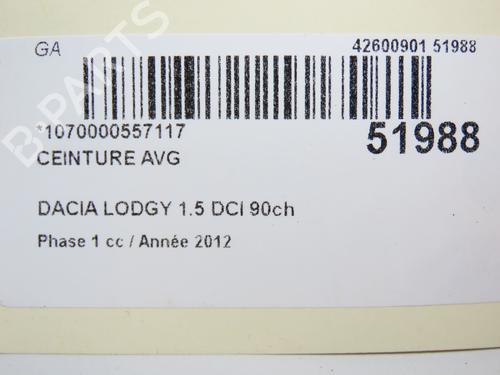 GA
42600901 51988
*1070000557117
51988
CEINTURE AVG
DACIA LODGY 1.5 DCI 90ch
Phase 1 cc / Année 2012
B-PARTS